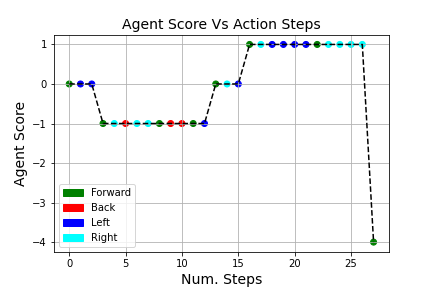 Agent Score Vs Action Steps
Agent Score
1
0
−1
−2
−3
−4
Forward
Back
Left
Right
0 5 10 15 20 25
Num. Steps